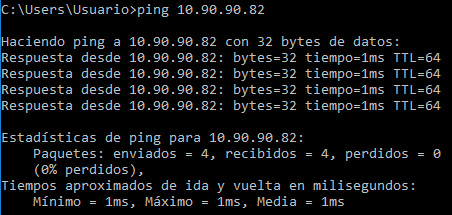 C:\Users\Usuario>ping 10.90.90.82
Haciendo ping a 10.90.90.82 con 32 bytes de datos:
Respuesta desde 10.90.90.82: bytes=32 tiempo=1ms TTL=64
Respuesta desde 10.90.90.82: bytes=32 tiempo=1ms TTL=64
Respuesta desde 10.90.90.82: bytes=32 tiempo=1ms TTL=64
Respuesta desde 10.90.90.82: bytes=32 tiempo=1ms TTL=64
Estadísticas de ping para 10.90.90.82:
Paquetes: enviados = 4, recibidos = 4, perdidos = 0
(0% perdidos),
Tiempos aproximados de ida y vuelta en milisegundos:
Mínimo = 1ms, Máximo = 1ms, Media = 1ms